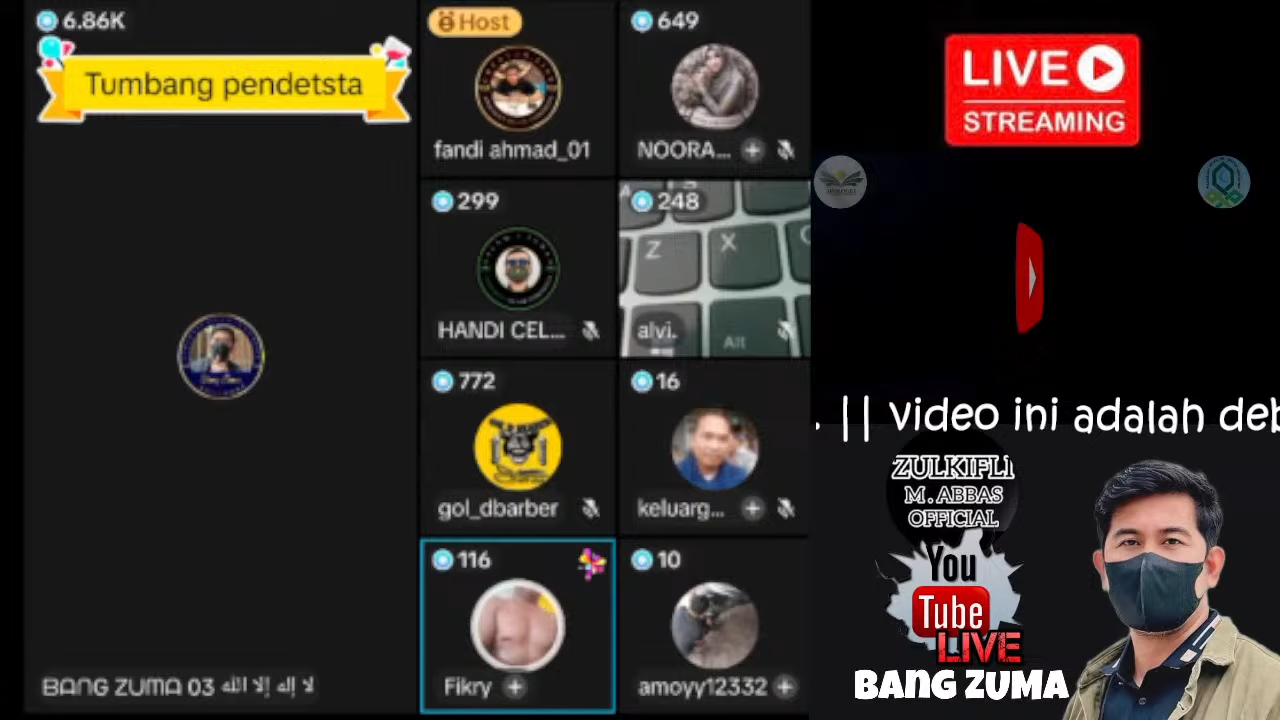 6.86K
Tumbang pendetsta
BANG ZUMA 03 لا إله إلا الله
Host
fandi ahmad_01
649
NOORA...
299
HANDI CEL...
248
Z
X
Alt
alvi.
772
gol_dbarber
16
keluarg...
116
Fikry
10
amoyy12332
LIVE
STREAMING
. || video ini adalah deb
ZULKIFLI
M. ABBAS
OFFICIAL
You
Tube
LIVE
BANG ZUMA